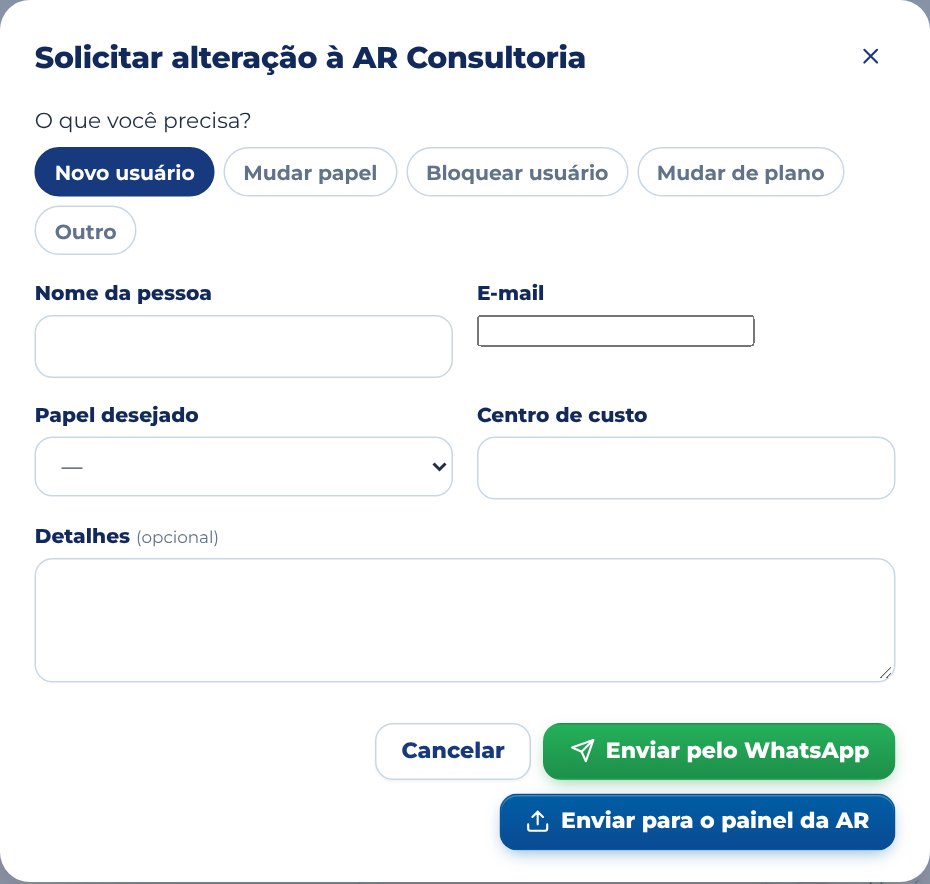 Solicitar alteração à AR Consultoria
O que você precisa?
Novo usuário Mudar papel Bloquear usuário Mudar de plano
Outro
Nome da pessoa E-mail
Papel desejado Centro de custo
—
Detalhes (opcional)
Cancelar Enviar pelo WhatsApp
Enviar para o painel da AR